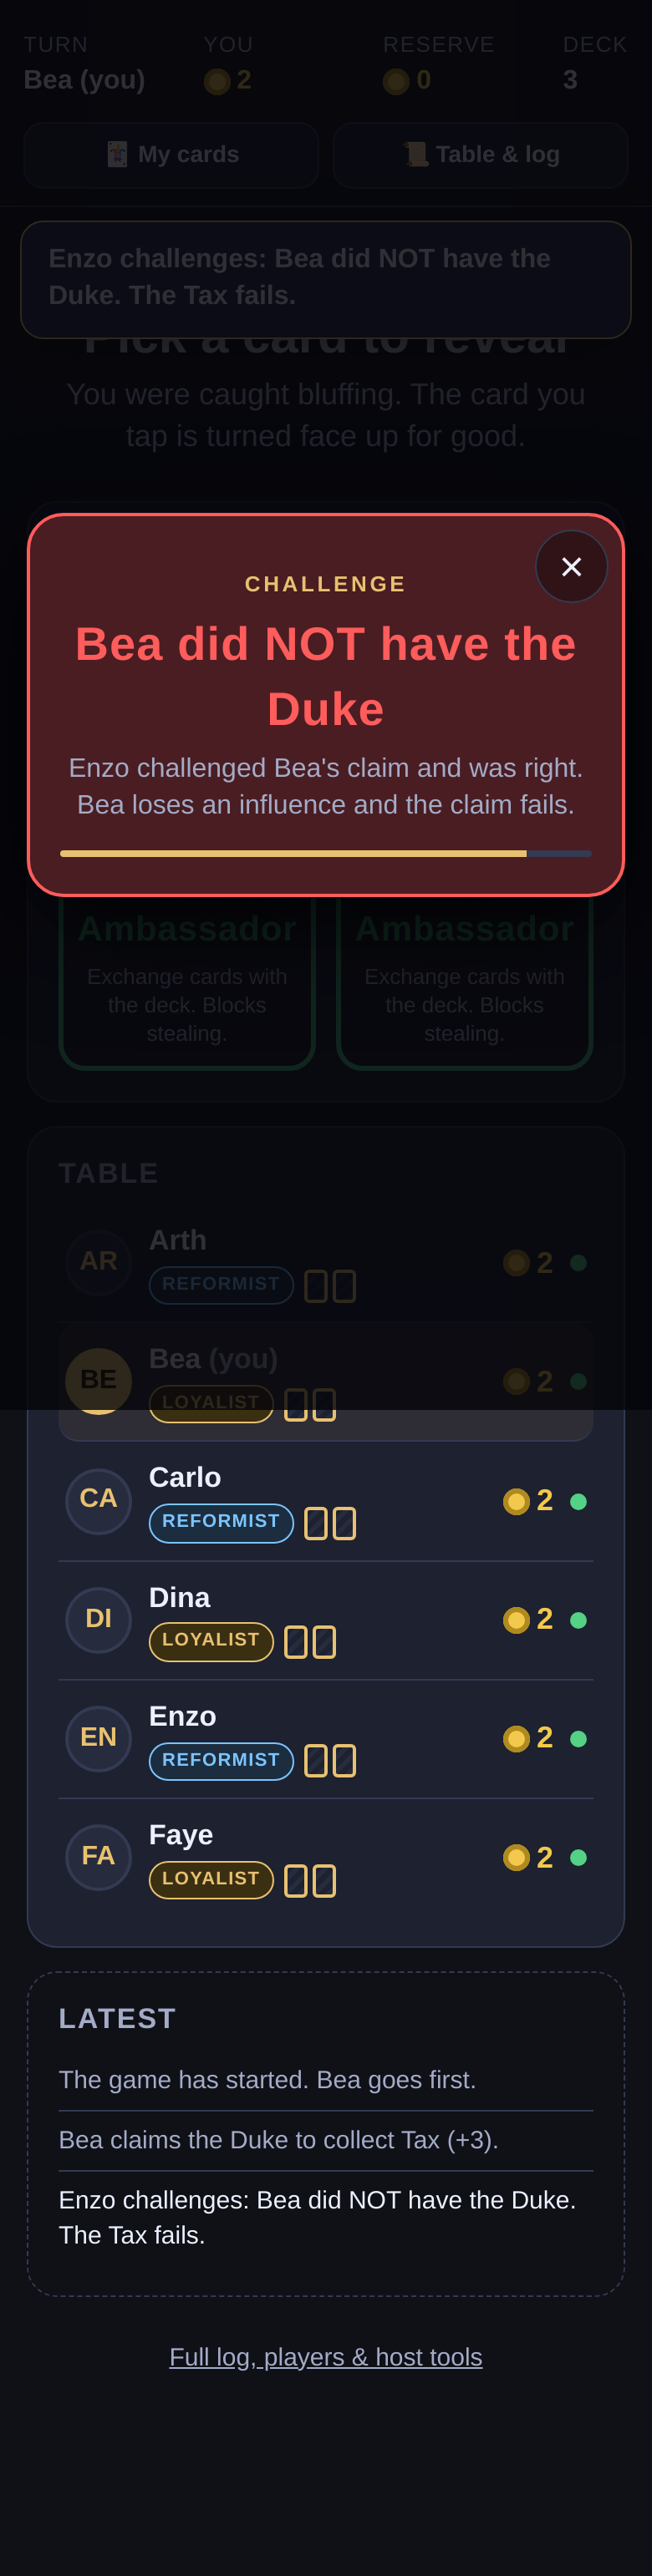 TURN YOU RESERVE DECK
Bea (you) 2 0 3
My cards Table & log
Enzo challenges: Bea did NOT have the
Duke. The Tax fails.
Pick a card to reveal
You were caught bluffing. The card you
tap is turned face up for good.
CHALLENGE
Bea did NOT have the
Duke
Enzo challenged Bea's claim and was right.
Bea loses an influence and the claim fails.
Ambassador Ambassador
Exchange cards with Exchange cards with
the deck. Blocks the deck. Blocks
stealing. stealing.
TABLE
AR Arth 2
REFORMIST
BE Bea (you) 2
LOYALIST
CA Carlo 2
REFORMIST
DI Dina 2
LOYALIST
EN Enzo 2
REFORMIST
FA Faye 2
LOYALIST
LATEST
The game has started. Bea goes first.
Bea claims the Duke to collect Tax (+3).
Enzo challenges: Bea did NOT have the Duke.
The Tax fails.
Full log, players & host tools